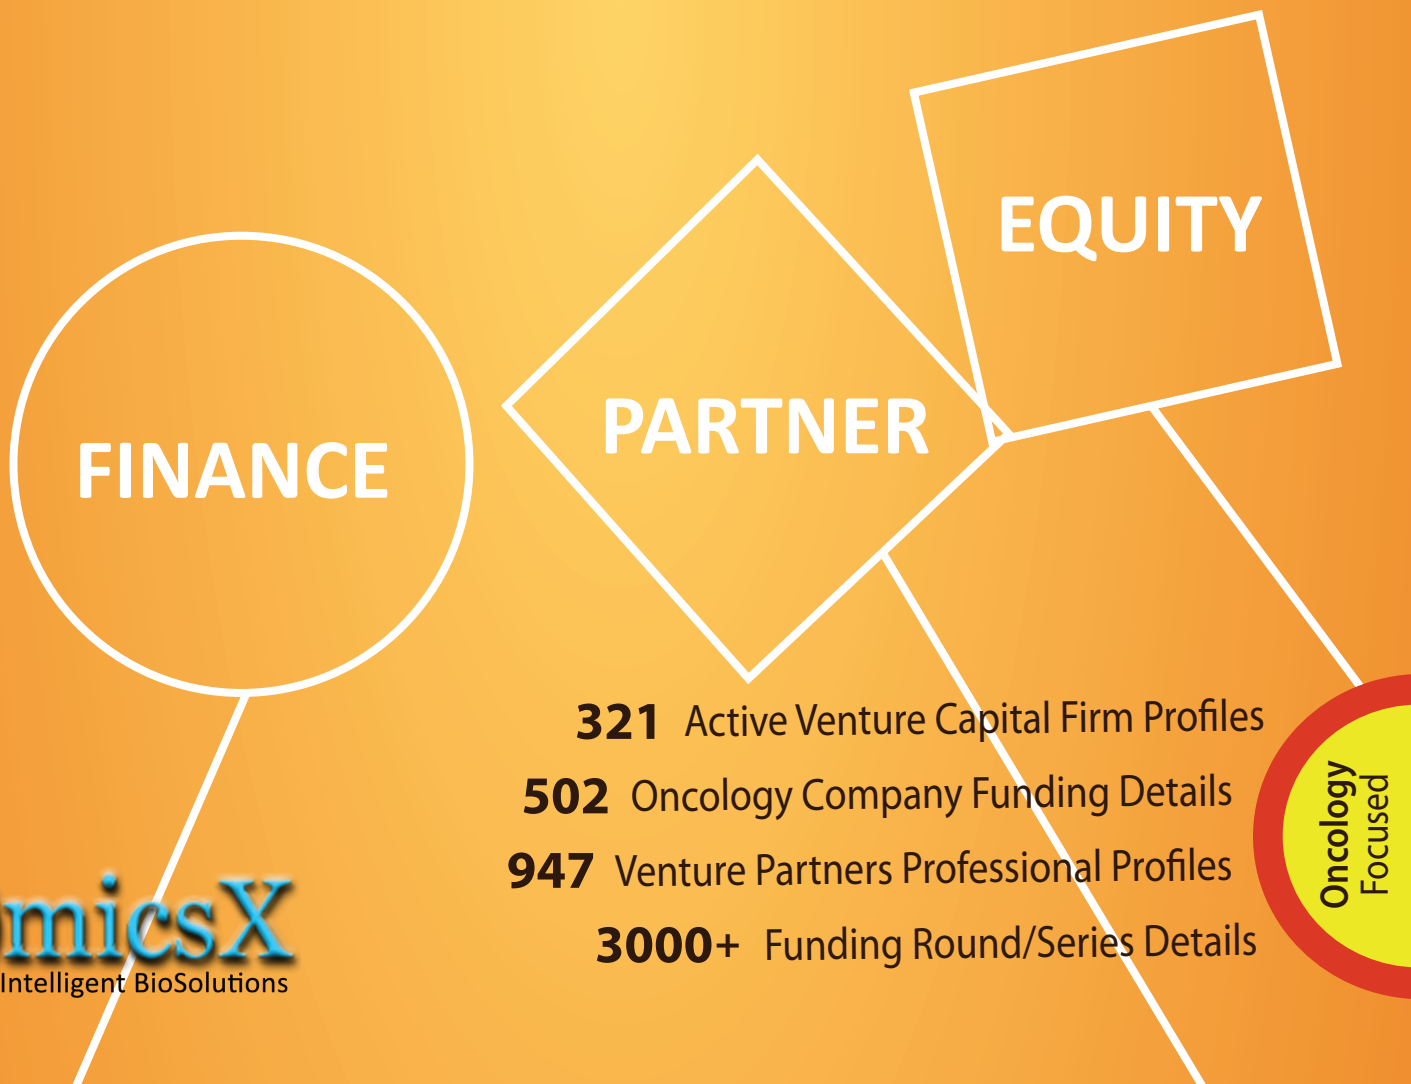 EQUITY
PARTNER
FINANCE
321 Active Venture Capital Firm Profiles
502 Oncology Company Funding Details
947 Venture Partners Professional Profiles
3000+ Funding Round/Series Details
Oncology
Focused
micsX
Intelligent BioSolutions